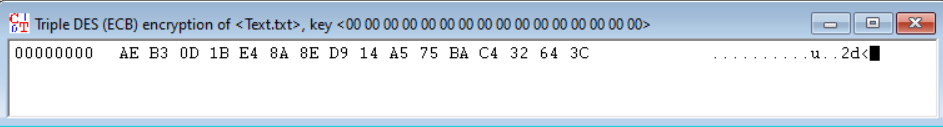 Triple DES (ECB) encryption of <Text.txt>, key <00 00 00 00 00 00 00 00 00 00 00 00 00 00 00 00>
00000000 AE B3 0D 1B E4 8A 8E D9 14 A5 75 BA C4 32 64 3C ..........u..2d<